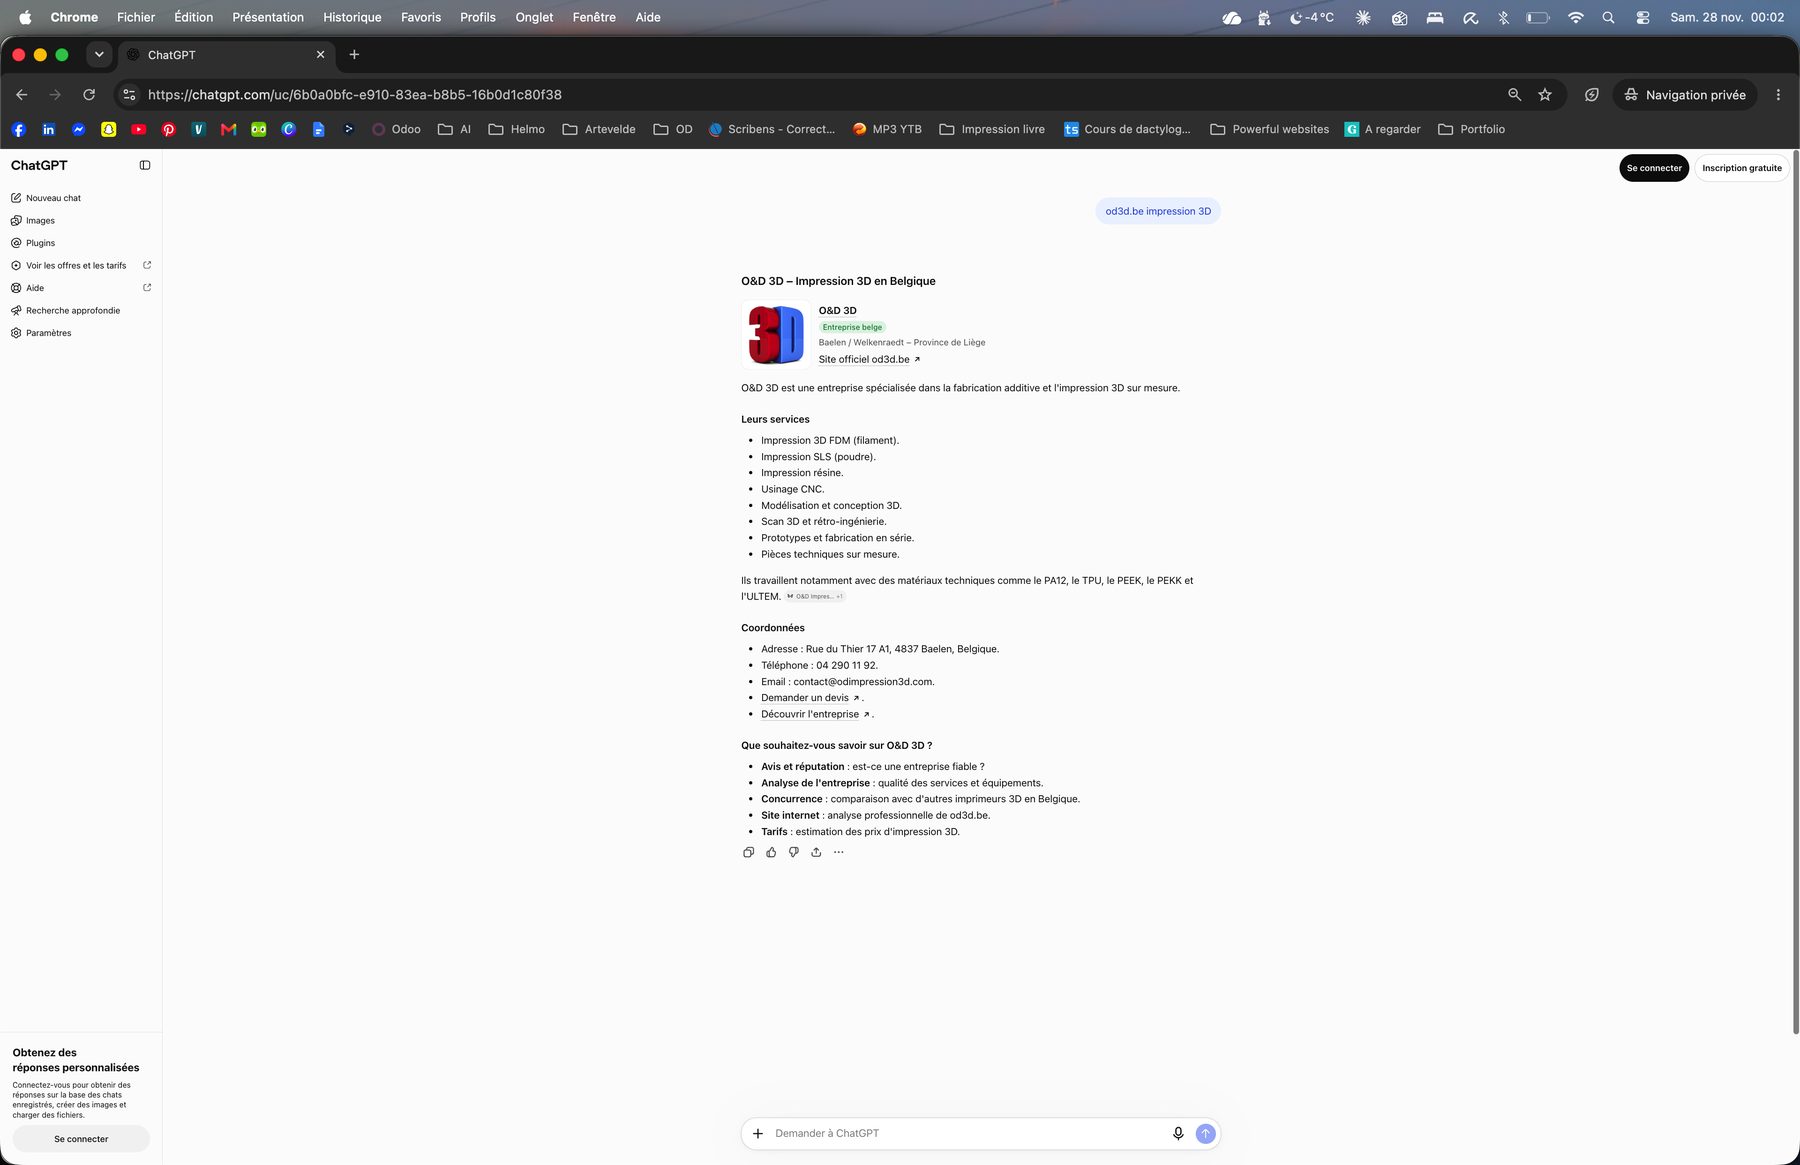 Chrome Fichier Édition Présentation Historique Favoris Profils Onglet Fenêtre Aide -4°C Sam. 28 nov. 00:02
ChatGPT
https://chatgpt.com/uc/6b0a0bfc-e910-83ea-b8b5-16b0d1c80f38 Navigation privée
Odoo AI Helmo Artevelde OD Scribens - Correct... MP3 YTB Impression livre ts Cours de dactylog... Powerful websites G A regarder Portfolio
ChatGPT
Se connecter Inscription gratuite
Nouveau chat
Images
Plugins
Voir les offres et les tarifs
Aide
Recherche approfondie
Paramètres
od3d.be impression 3D
O&D 3D – Impression 3D en Belgique
3D
O&D 3D
Entreprise belge
Baelen / Welkenraedt – Province de Liège
Site officiel od3d.be ↗
O&D 3D est une entreprise spécialisée dans la fabrication additive et l'impression 3D sur mesure.
Leurs services
• Impression 3D FDM (filament).
• Impression SLS (poudre).
• Impression résine.
• Usinage CNC.
• Modélisation et conception 3D.
• Scan 3D et rétro-ingénierie.
• Prototypes et fabrication en série.
• Pièces techniques sur mesure.
Ils travaillent notamment avec des matériaux techniques comme le PA12, le TPU, le PEEK, le PEKK et
l'ULTEM. O&D Impres... +1
Coordonnées
• Adresse : Rue du Thier 17 A1, 4837 Baelen, Belgique.
• Téléphone : 04 290 11 92.
• Email : contact@odimpression3d.com.
• Demander un devis ↗ .
• Découvrir l'entreprise ↗ .
Que souhaitez-vous savoir sur O&D 3D ?
• Avis et réputation : est-ce une entreprise fiable ?
• Analyse de l'entreprise : qualité des services et équipements.
• Concurrence : comparaison avec d'autres imprimeurs 3D en Belgique.
• Site internet : analyse professionnelle de od3d.be.
• Tarifs : estimation des prix d'impression 3D.
Obtenez des
réponses personnalisées
Connectez-vous pour obtenir des
réponses sur la base des chats
enregistrés, créer des images et
charger des fichiers.
Se connecter
Demander à ChatGPT